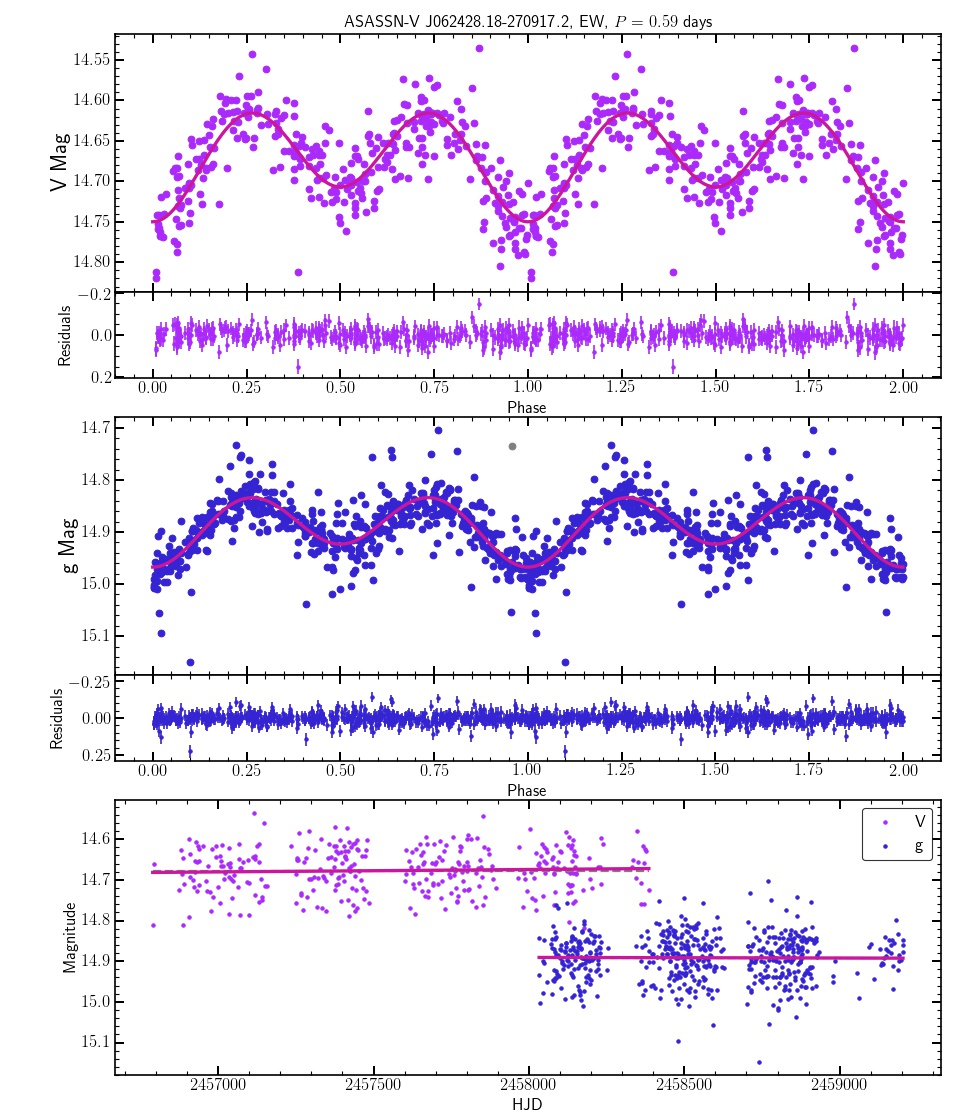 ASASSN-V J062428.18-270917.2, EW, P = 0.59 days
14.55
14.60
14.65
14.70
14.75
14.80
V Mag
−0.2
0.0
0.2
Residuals
0.00 0.25 0.50 0.75 1.00 1.25 1.50 1.75 2.00
Phase
14.7
14.8
14.9
15.0
15.1
g Mag
−0.25
0.00
0.25
Residuals
0.00 0.25 0.50 0.75 1.00 1.25 1.50 1.75 2.00
Phase
V
g
14.6
14.7
14.8
14.9
15.0
15.1
Magnitude
2457000 2457500 2458000 2458500 2459000
HJD